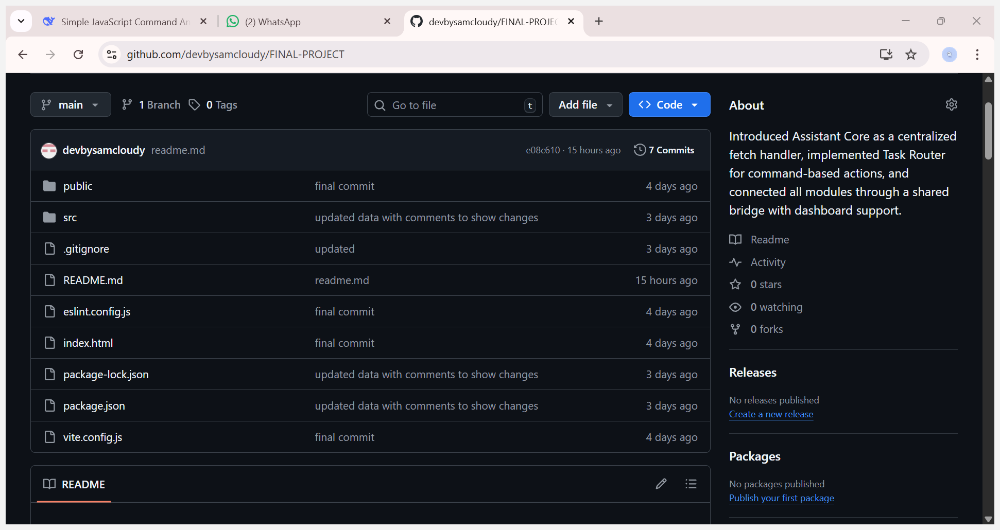 Simple JavaScript Command An
(2) WhatsApp
devbysamcloudy/FINAL-PROJEC
github.com/devbysamcloudy/FINAL-PROJECT
main
1 Branch
0 Tags
Go to file
t
Add file
Code
About
devbysamcloudy readme.md
e08c610 · 15 hours ago
7 Commits
public final commit 4 days ago
src updated data with comments to show changes 3 days ago
.gitignore updated 3 days ago
README.md readme.md 15 hours ago
eslint.config.js final commit 4 days ago
index.html final commit 4 days ago
package-lock.json updated data with comments to show changes 3 days ago
package.json updated data with comments to show changes 3 days ago
vite.config.js final commit 4 days ago
README
Introduced Assistant Core as a centralized
fetch handler, implemented Task Router
for command-based actions, and
connected all modules through a shared
bridge with dashboard support.
Readme
Activity
0 stars
0 watching
0 forks
Releases
No releases published
Create a new release
Packages
No packages published
Publish your first package